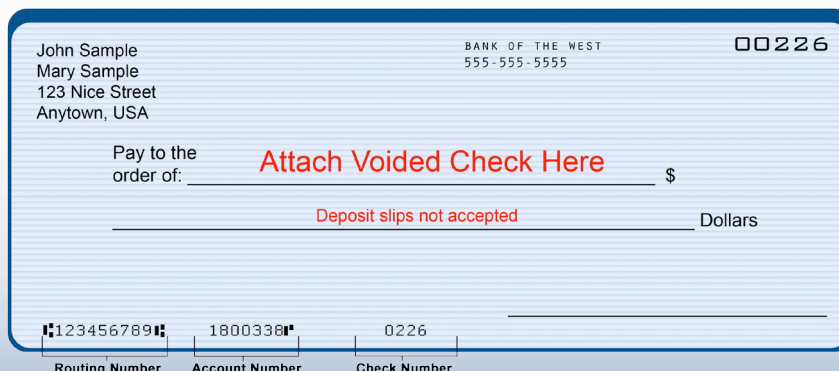 John Sample
Mary Sample
123 Nice Street
Anytown, USA
BANK OF THE WEST
555-555-5555
00226
Pay to the
order of: Attach Voided Check Here $
Deposit slips not accepted Dollars
⑆123456789⑆ 1800338⑈ 0226
Routing Number Account Number Check Number